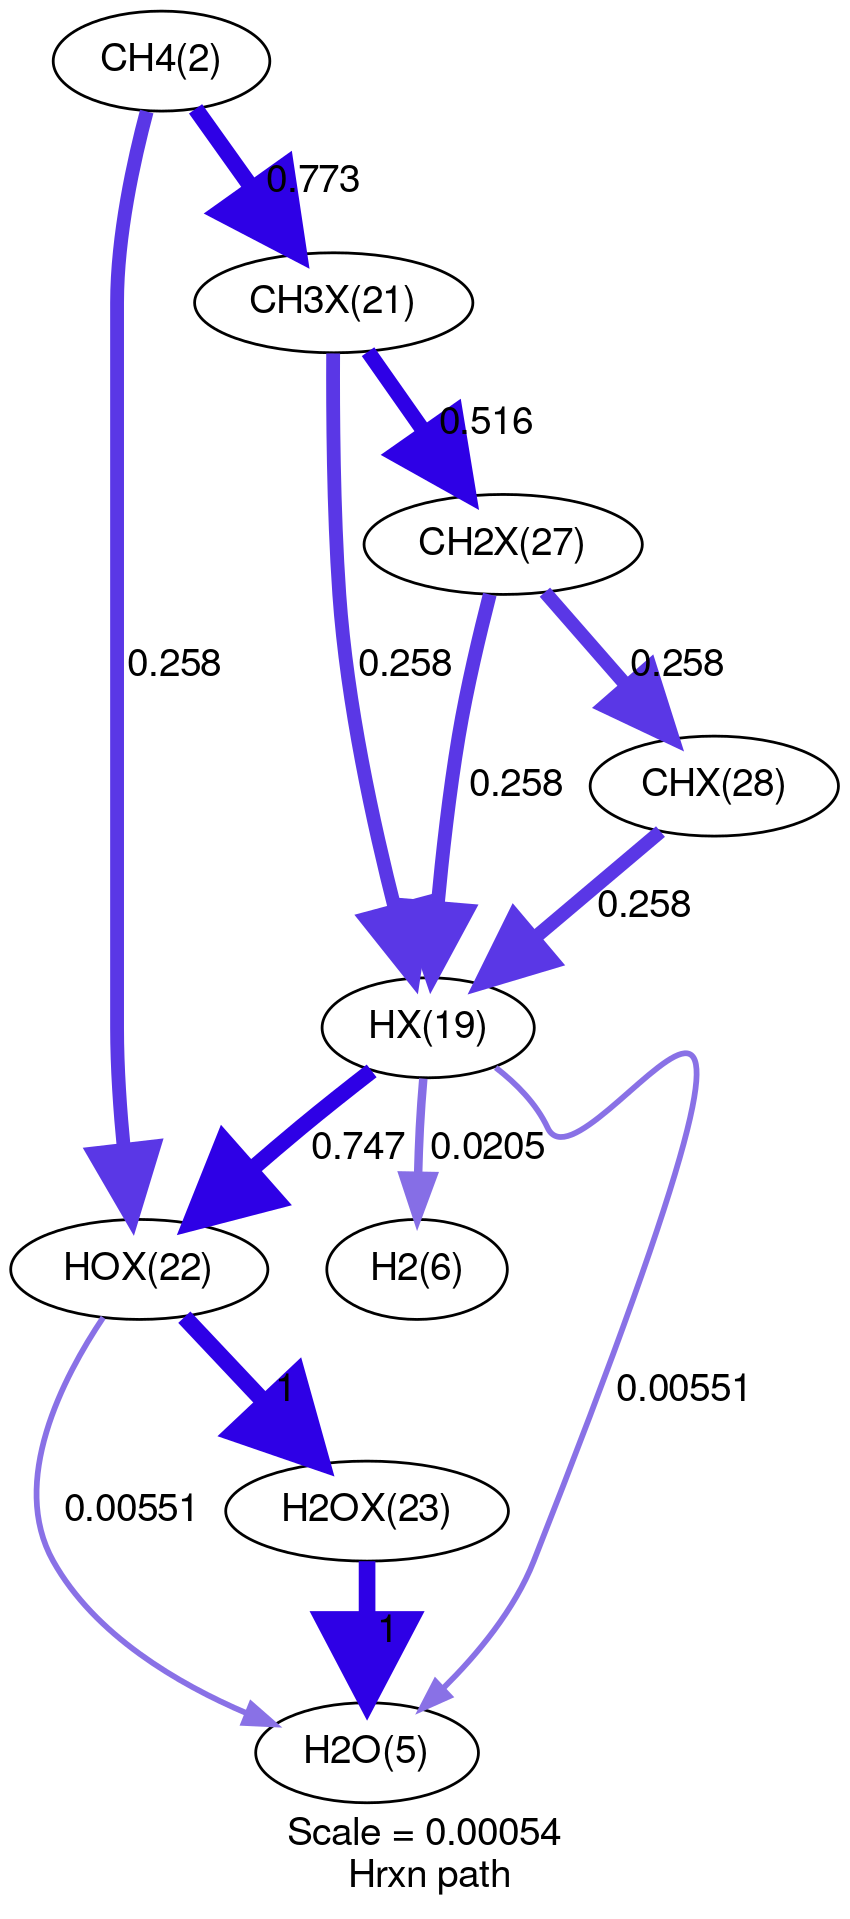 CH4(2)
0.773
CH3X(21)
0.516
CH2X(27)
0.258
0.258
0.258
0.258
CHX(28)
0.258
HX(19)
0.747
0.0205
HOX(22)
H2(6)
1
0.00551
H2OX(23)
0.00551
1
H2O(5)
Scale = 0.00054
Hrxn path